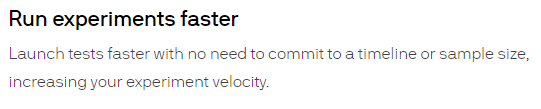 Run experiments faster
Launch tests faster with no need to commit to a timeline or sample size,
increasing your experiment velocity.